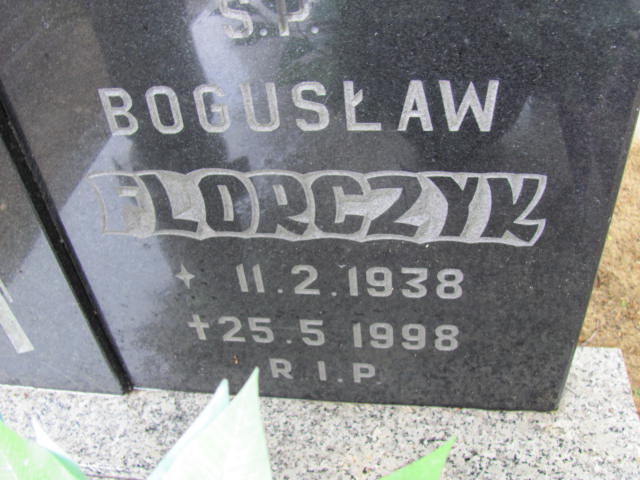 Ś.P.
BOGUSŁAW
FLORCZYK
✦ 11.2.1938
✝25.5 1998
R.I.P.